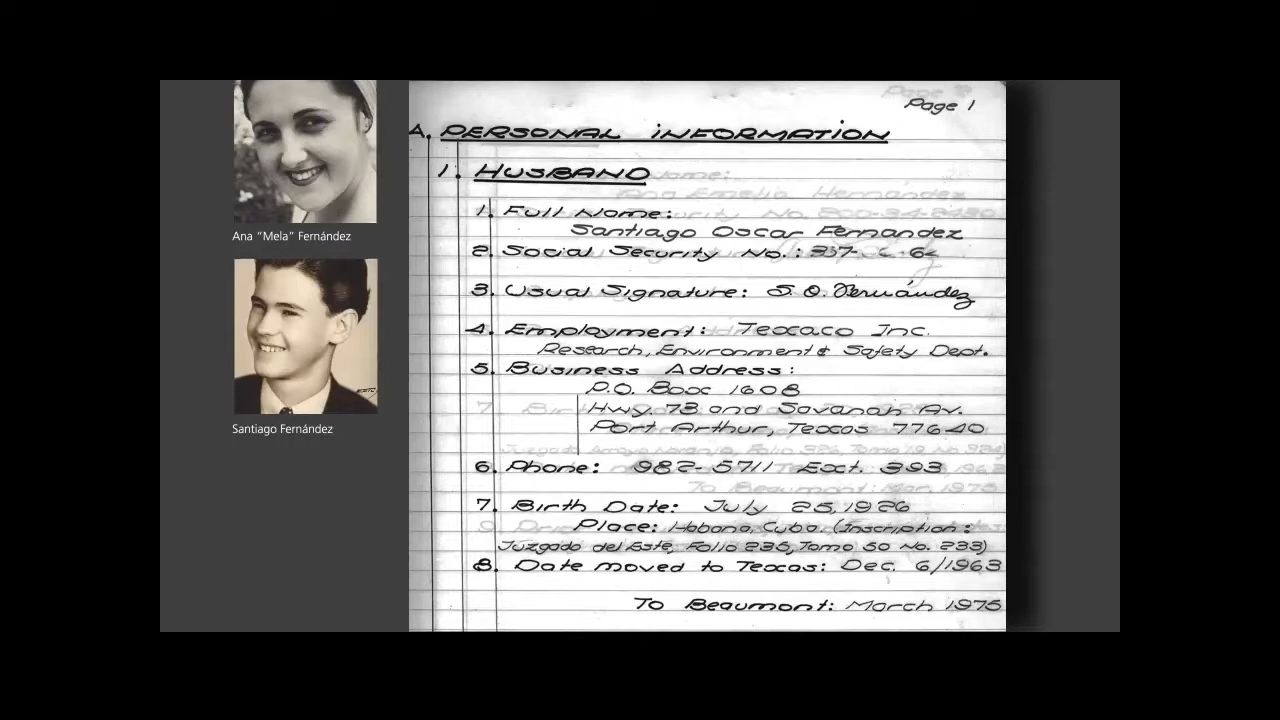 Ana "Mela" Fernández
Santiago Fernández
Page 1
A. PERSONAL INFORMATION
1. HUSBAND
1. Full Name:
Santiago Oscar Fernandez
2. Social Security No.:
3. Usual Signature: S. O. Fernández
4. Employment: Texaco Inc.
Research, Environment & Safety Dept.
5. Business Address:
P.O. Box 1608
Hwy. 73 and Savanah Av.
Port Arthur, Texas 77640
6. Phone: 982-5711 Ext. 393
7. Birth Date: July 25, 1926
Place: Habana, Cuba. (Inscription:
Juzgado del Este, Folio 235, Tomo 50 No. 233)
8. Date moved to Texas: Dec. 6/1963
To Beaumont: March 1975